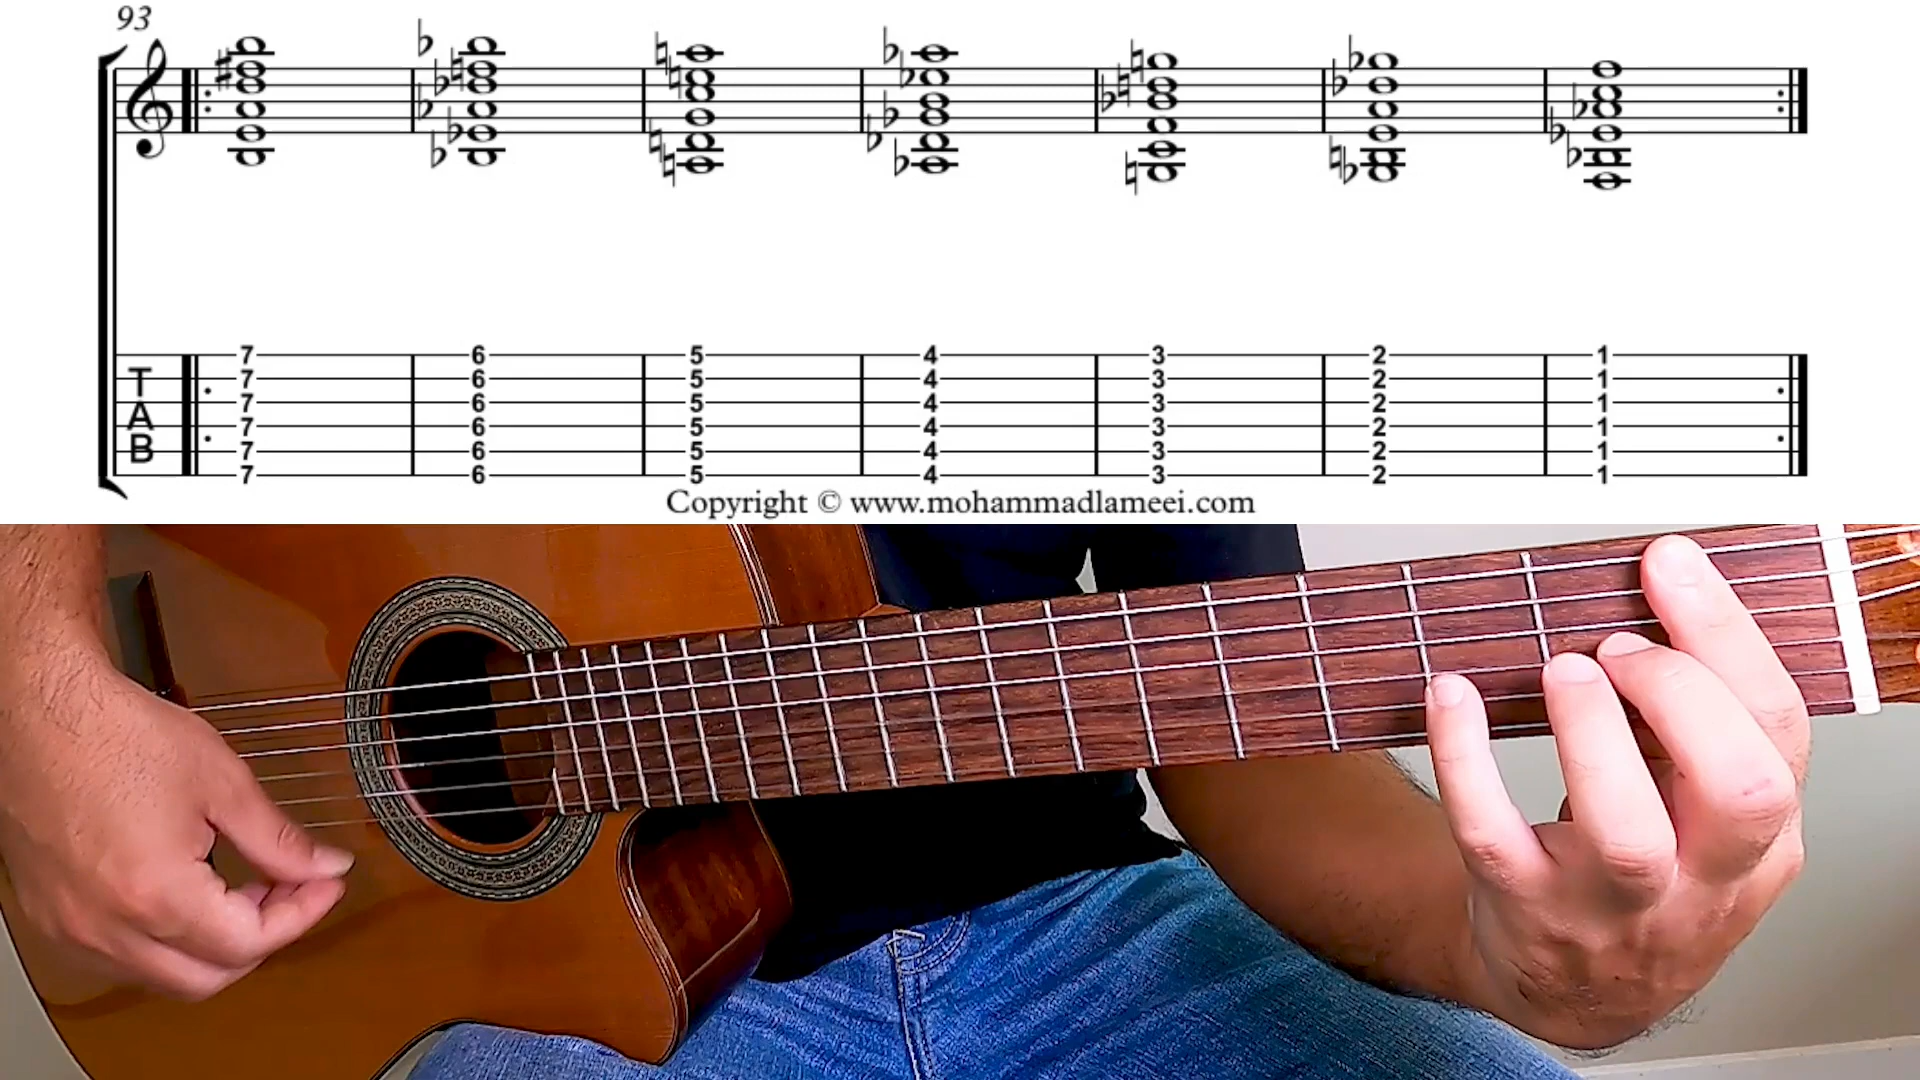 93
T 7 6 5 4 3 2 1
A 7 6 5 4 3 2 1
B 7 6 5 4 3 2 1
7 6 5 4 3 2 1
7 6 5 4 3 2 1
7 6 5 4 3 2 1
Copyright © www.mohammadlameei.com